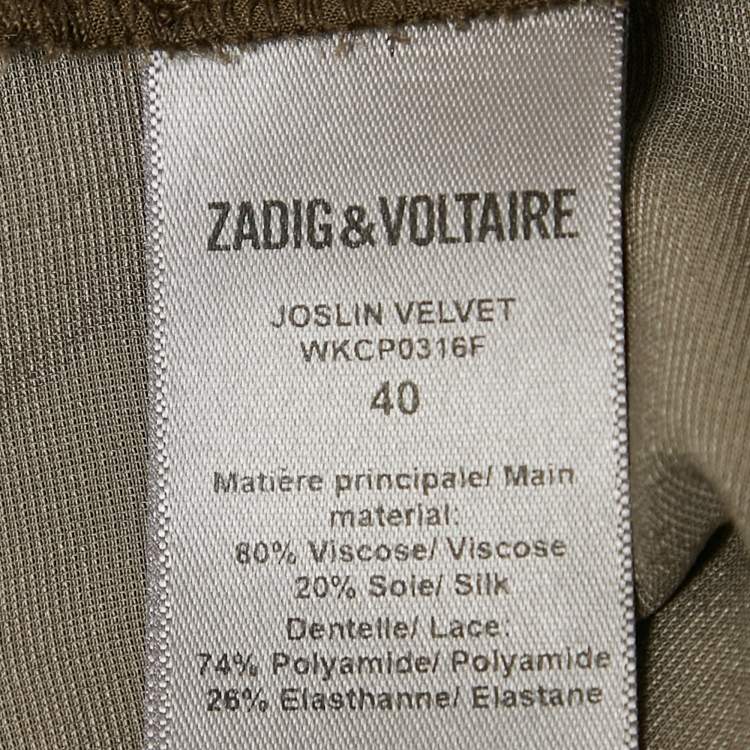 ZADIG&VOLTAIRE
JOSLIN VELVET
WKCP0316F
40
Matière principale/ Main
material:
80% Viscose/ Viscose
20% Soie/ Silk
Dentelle/ Lace:
74% Polyamide/ Polyamide
26% Elasthanne/ Elastane